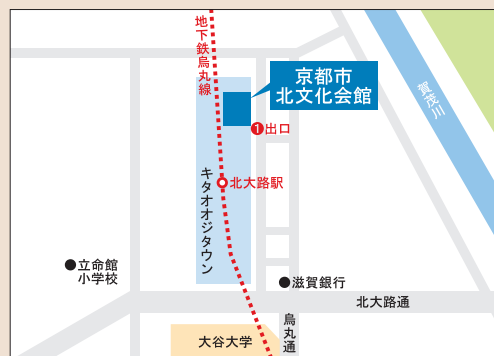 地下鉄烏丸線
京都市
北文化会館
賀茂川
1出口
北大路駅
キタオオジタウン
立命館
小学校
滋賀銀行
北大路通
烏丸通
大谷大学